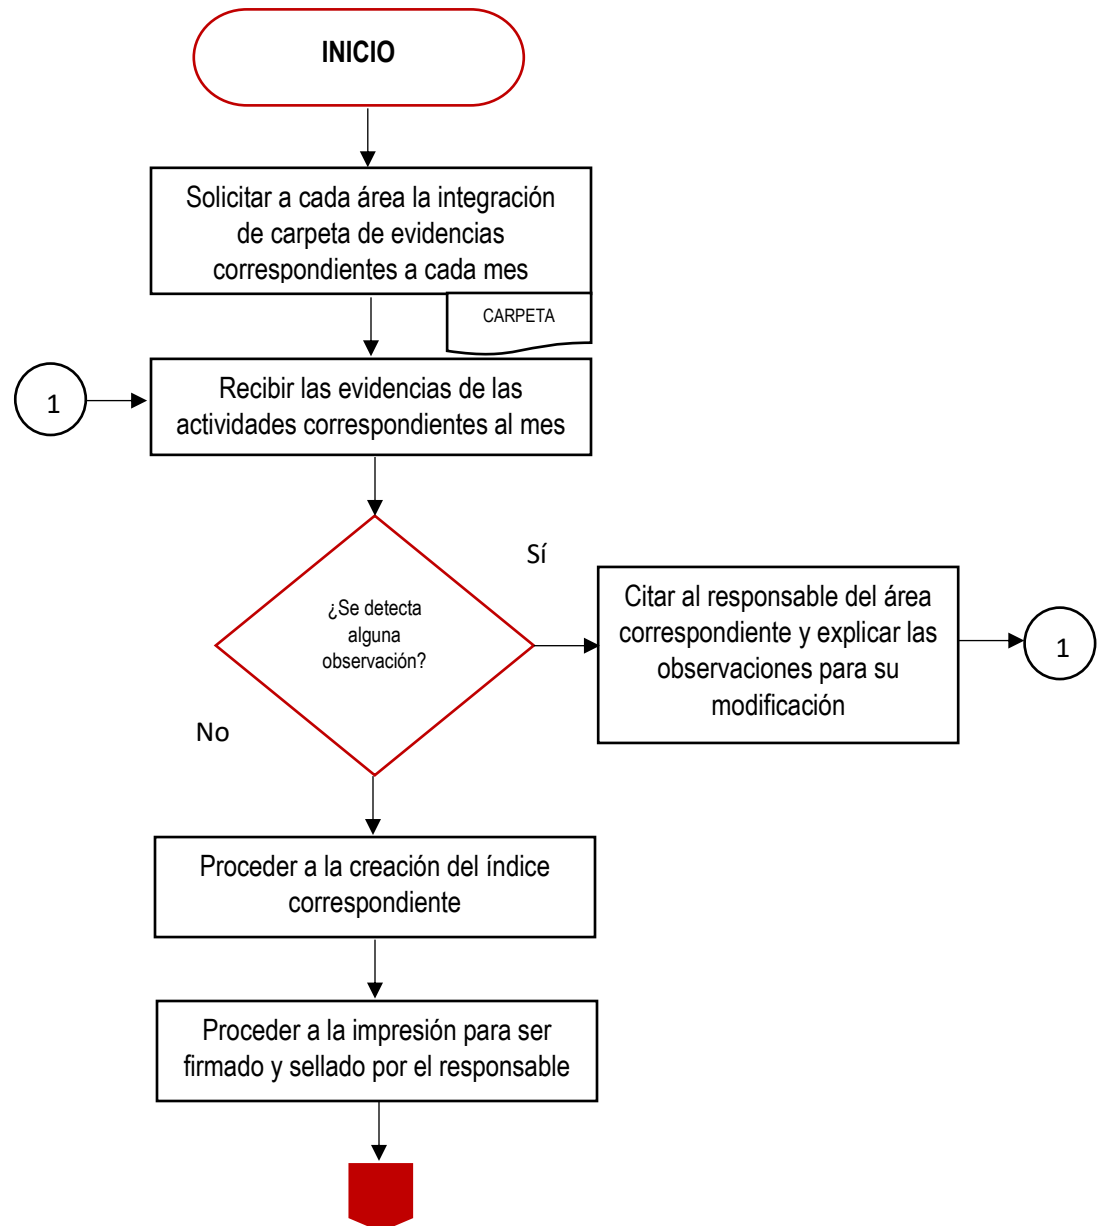 INICIO
Solicitar a cada área la integración
de carpeta de evidencias
correspondientes a cada mes
CARPETA
1
Recibir las evidencias de las
actividades correspondientes al mes
¿Se detecta
alguna
observación?
Sí
Citar al responsable del área
correspondiente y explicar las
observaciones para su
modificación
1
No
Proceder a la creación del índice
correspondiente
Proceder a la impresión para ser
firmado y sellado por el responsable